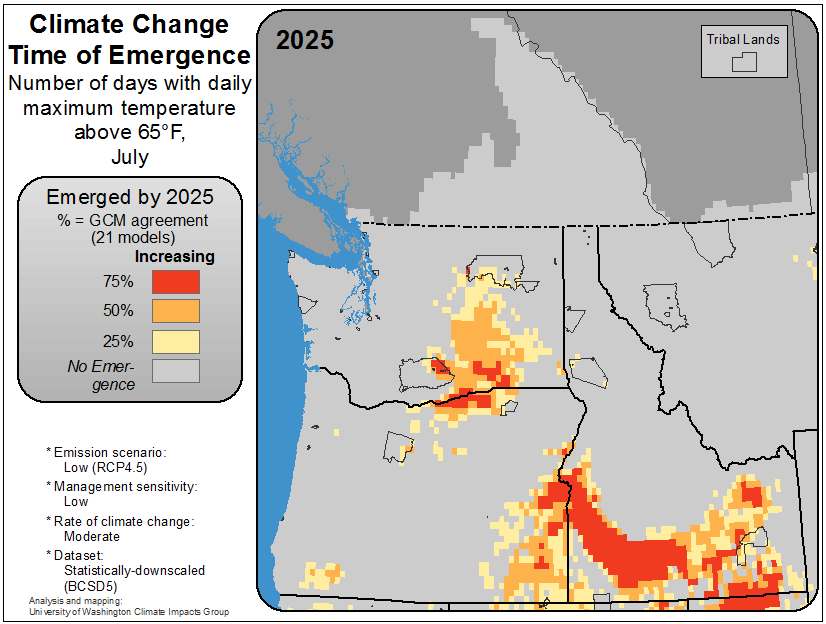 Climate Change
Time of Emergence
Number of days with daily
maximum temperature
above 65°F,
July
Emerged by 2025
% = GCM agreement
(21 models)
Increasing
75%
50%
25%
No Emer-
gence
* Emission scenario:
Low (RCP4.5)
* Management sensitivity:
Low
* Rate of climate change:
Moderate
* Dataset:
Statistically-downscaled
(BCSD5)
Analysis and mapping:
University of Washington Climate Impacts Group
2025
Tribal Lands